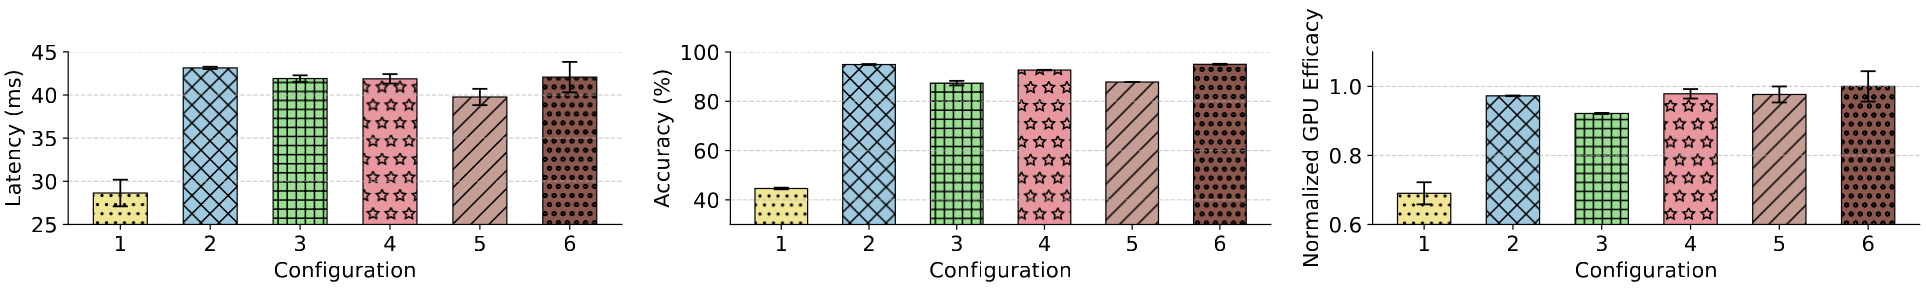 Latency (ms)
45
40
35
30
25
1 2 3 4 5 6
Configuration
Accuracy (%)
100
80
60
40
1 2 3 4 5 6
Configuration
Normalized GPU Efficacy
1.0
0.8
0.6
1 2 3 4 5 6
Configuration